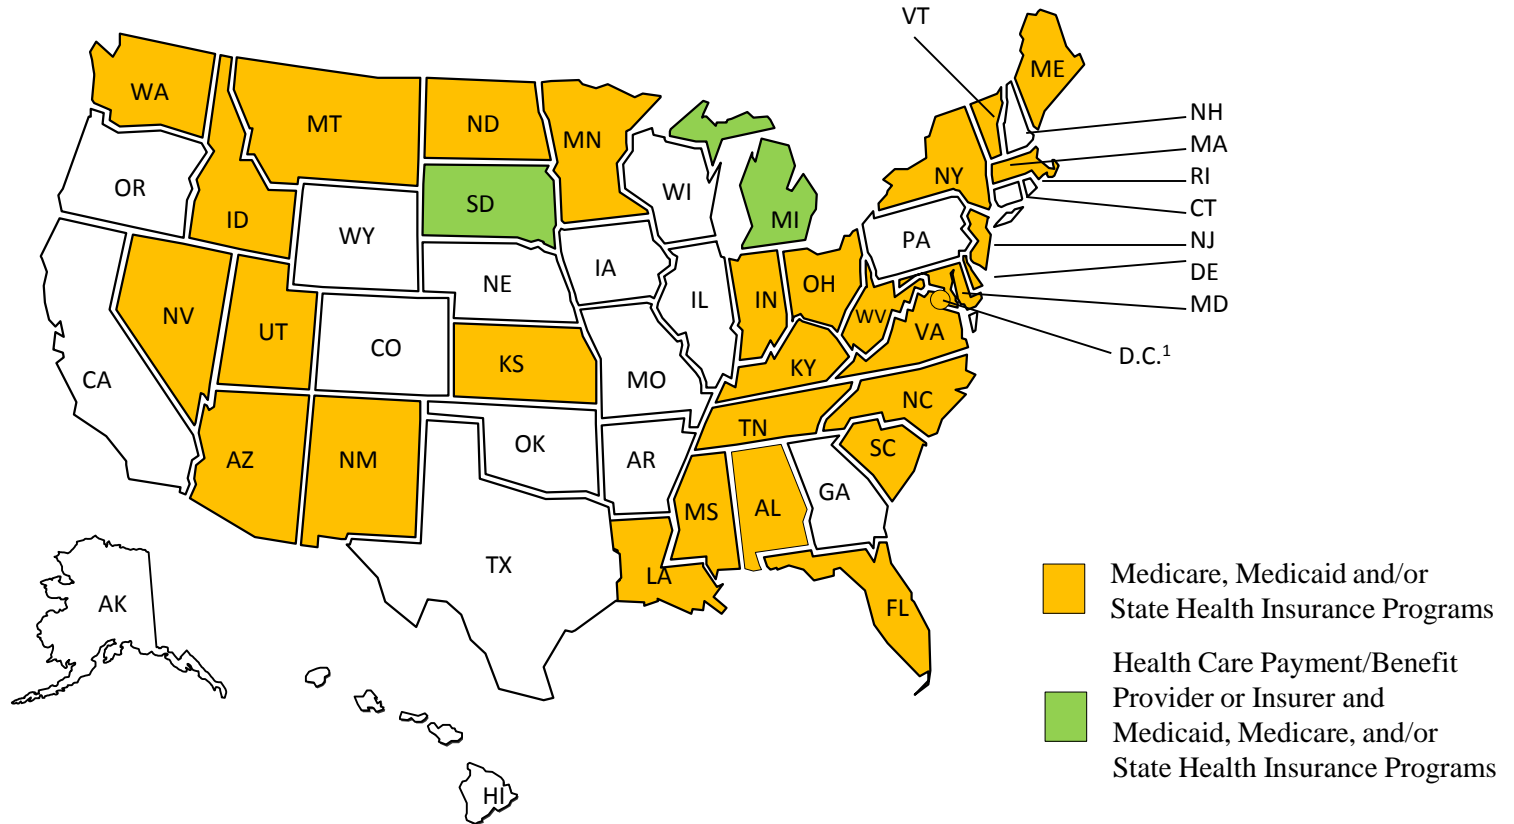 VT
ME
WA
MT
ND
MN
NH
MA
RI
CT
NJ
DE
MD
D.C.¹
OR
ID
SD
WI
MI
NY
WY
IA
PA
NE
NV
UT
CO
KS
IL
IN
OH
WV
VA
CA
MO
KY
NC
TN
SC
AZ
NM
OK
AR
MS
AL
GA
TX
LA
FL
AK
HI
Medicare, Medicaid and/or
State Health Insurance Programs
Health Care Payment/Benefit
Provider or Insurer and
Medicaid, Medicare, and/or
State Health Insurance Programs